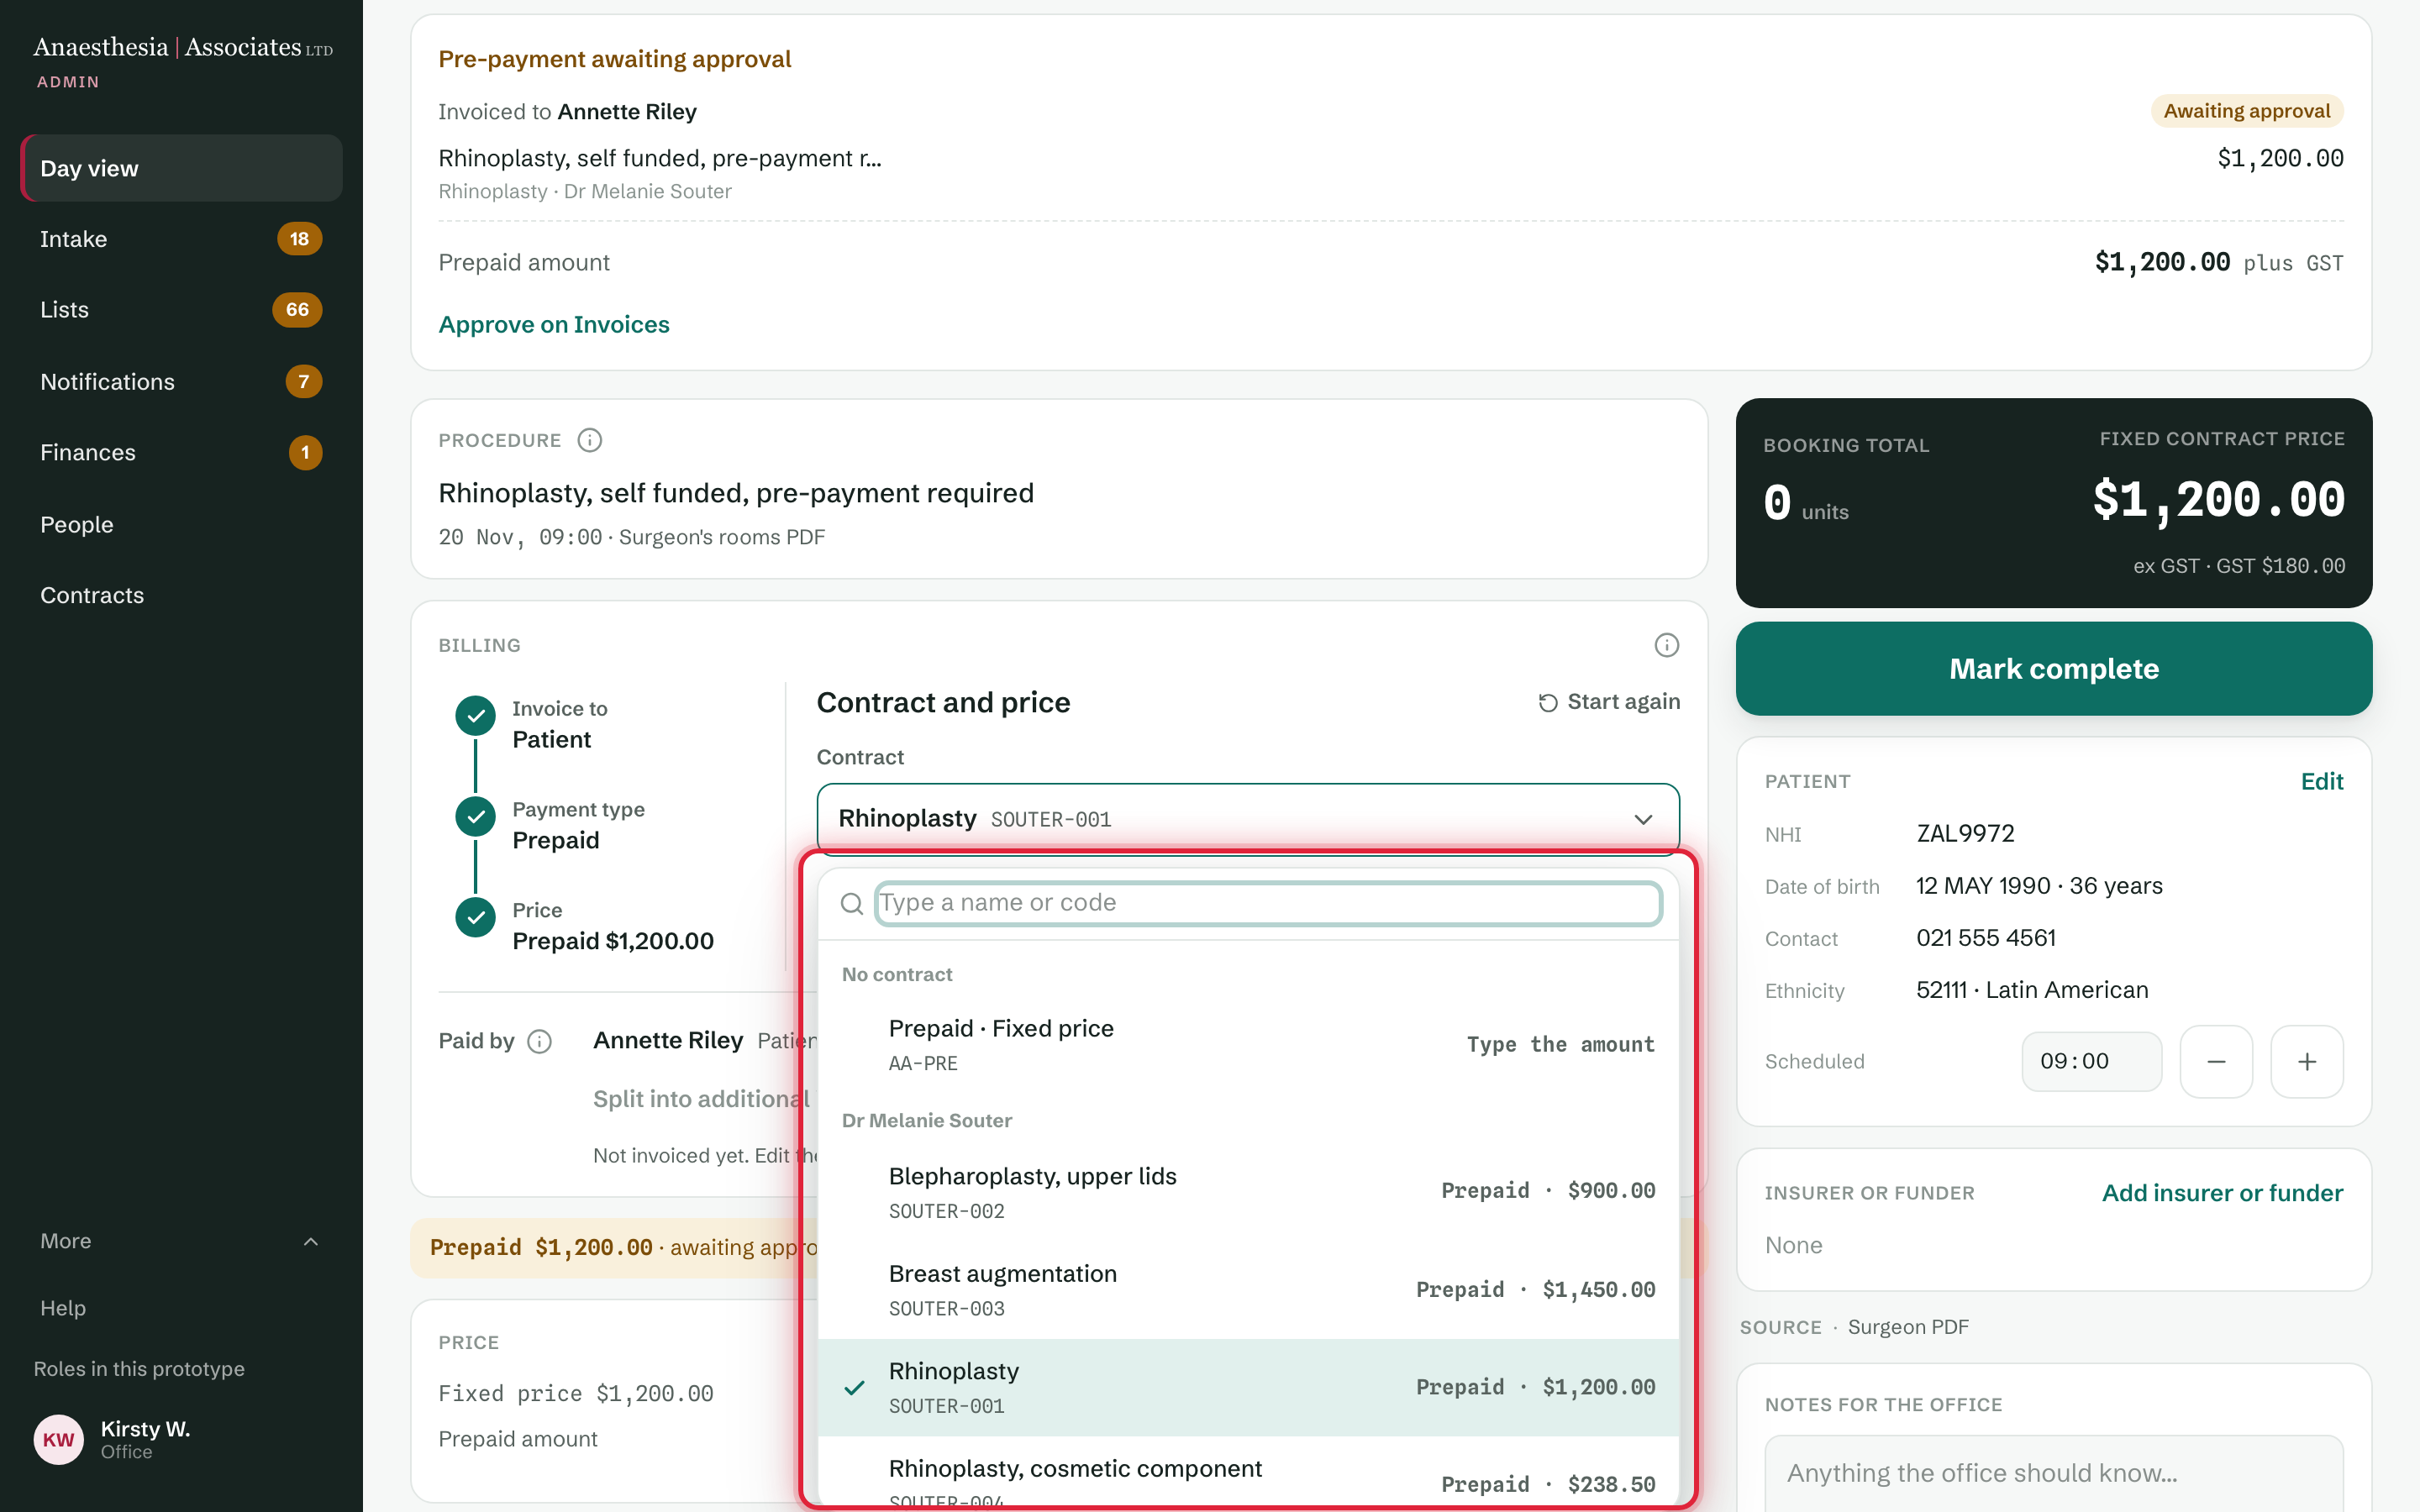 Anaesthesia | Associates LTD
ADMIN
Day view
Intake 18
Lists 66
Notifications 7
Finances 1
People
Contracts
More
Help
Roles in this prototype
KW
Kirsty W.
Office
Pre-payment awaiting approval
Invoiced to Annette Riley
Awaiting approval
Rhinoplasty, self funded, pre-payment r...
$1,200.00
Rhinoplasty · Dr Melanie Souter
Prepaid amount
$1,200.00 plus GST
Approve on Invoices
PROCEDURE
Rhinoplasty, self funded, pre-payment required
20 Nov, 09:00 · Surgeon's rooms PDF
BILLING
Invoice to
Patient
Payment type
Prepaid
Price
Prepaid $1,200.00
Contract and price
Start again
Contract
Rhinoplasty SOUTER-001
Type a name or code
No contract
Prepaid · Fixed price
AA-PRE
Type the amount
Dr Melanie Souter
Blepharoplasty, upper lids
SOUTER-002
Prepaid · $900.00
Breast augmentation
SOUTER-003
Prepaid · $1,450.00
Rhinoplasty
SOUTER-001
Prepaid · $1,200.00
Rhinoplasty, cosmetic component
SOUTER-004
Prepaid · $238.50
Paid by
Annette Riley
Split into additional
Not invoiced yet. Edit
Prepaid $1,200.00 · awaiting
PRICE
Fixed price $1,200.00
Prepaid amount
BOOKING TOTAL
0 units
FIXED CONTRACT PRICE
$1,200.00
ex GST · GST $180.00
Mark complete
PATIENT
Edit
NHI ZAL9972
Date of birth 12 MAY 1990 · 36 years
Contact 021 555 4561
Ethnicity 52111 · Latin American
Scheduled 09:00 − +
INSURER OR FUNDER
Add insurer or funder
None
SOURCE · Surgeon PDF
NOTES FOR THE OFFICE
Anything the office should know...